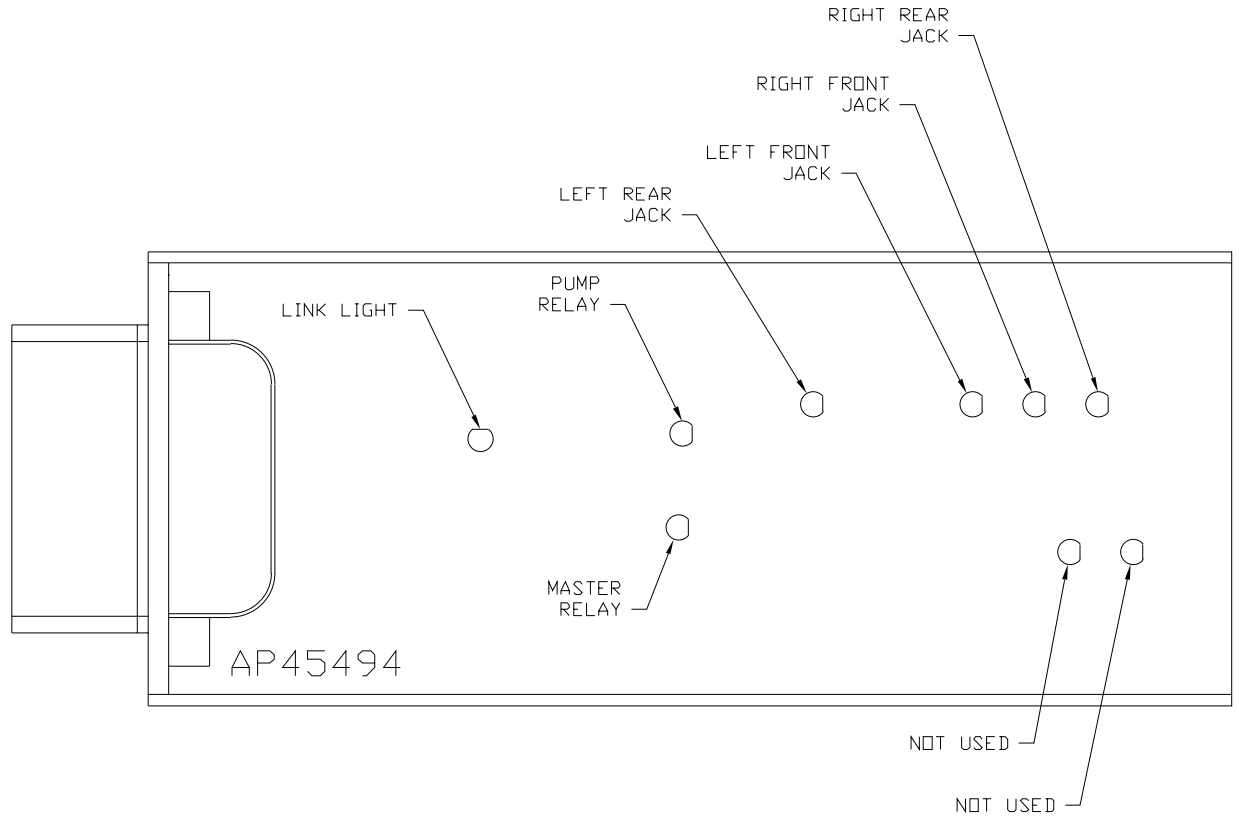 RIGHT REAR
JACK
RIGHT FRONT
JACK
LEFT FRONT
JACK
LEFT REAR
JACK
PUMP
RELAY
LINK LIGHT
MASTER
RELAY
AP45494
NOT USED
NOT USED